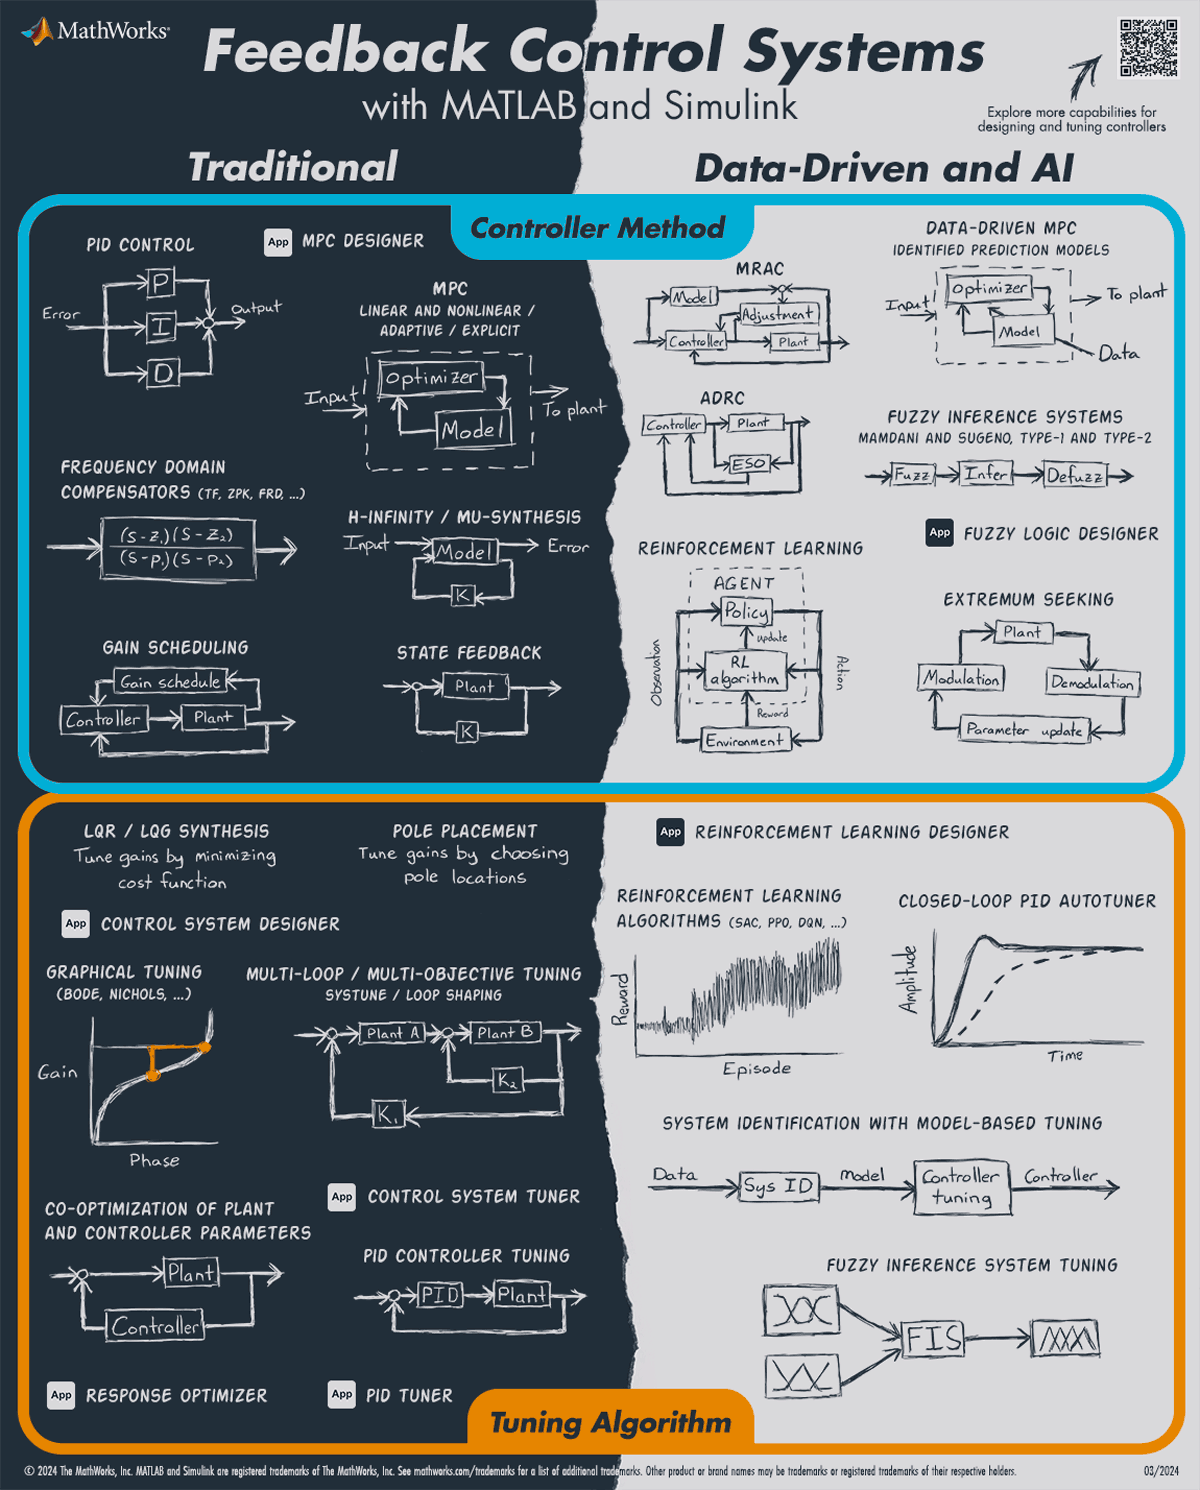 MathWorks®
Feedback Control Systems
with MATLAB and Simulink
Explore more capabilities for
designing and tuning controllers
Traditional
Data-Driven and AI
Controller Method
PID CONTROL
Error
P
I
D
Output
App MPC DESIGNER
MPC
LINEAR AND NONLINEAR /
ADAPTIVE / EXPLICIT
Input
Optimizer
Model
To plant
FREQUENCY DOMAIN
COMPENSATORS (TF, ZPK, FRD, ...)
(S-Z₁)(S-Z₂)
(S-P₁)(S-P₂)
H-INFINITY / MU-SYNTHESIS
Input
Model
Error
K
GAIN SCHEDULING
Gain schedule
Controller
Plant
STATE FEEDBACK
Plant
K
MRAC
Model
Adjustment
Controller
Plant
DATA-DRIVEN MPC
IDENTIFIED PREDICTION MODELS
Input
Optimizer
Model
To plant
Data
ADRC
Controller
Plant
ESO
FUZZY INFERENCE SYSTEMS
MAMDANI AND SUGENO, TYPE-1 AND TYPE-2
Fuzz
Infer
Defuzz
App FUZZY LOGIC DESIGNER
REINFORCEMENT LEARNING
AGENT
Policy
update
RL
algorithm
Reward
Environment
Observation
Action
EXTREMUM SEEKING
Plant
Modulation
Demodulation
Parameter update
LQR / LQG SYNTHESIS
Tune gains by minimizing
cost function
POLE PLACEMENT
Tune gains by choosing
pole locations
App CONTROL SYSTEM DESIGNER
GRAPHICAL TUNING
(BODE, NICHOLS, ...)
Gain
Phase
MULTI-LOOP / MULTI-OBJECTIVE TUNING
SYSTUNE / LOOP SHAPING
Plant A
Plant B
K₂
K₁
App CONTROL SYSTEM TUNER
CO-OPTIMIZATION OF PLANT
AND CONTROLLER PARAMETERS
Plant
Controller
PID CONTROLLER TUNING
PID
Plant
App RESPONSE OPTIMIZER
App PID TUNER
App REINFORCEMENT LEARNING DESIGNER
REINFORCEMENT LEARNING
ALGORITHMS (SAC, PPO, DQN, ...)
Reward
Episode
CLOSED-LOOP PID AUTOTUNER
Amplitude
Time
SYSTEM IDENTIFICATION WITH MODEL-BASED TUNING
Data
Sys ID
Model
Controller
tuning
Controller
FUZZY INFERENCE SYSTEM TUNING
FIS
Tuning Algorithm
© 2024 The MathWorks, Inc. MATLAB and Simulink are registered trademarks of The MathWorks, Inc. See mathworks.com/trademarks for a list of additional trademarks. Other product or brand names may be trademarks or registered trademarks of their respective holders.
03/2024